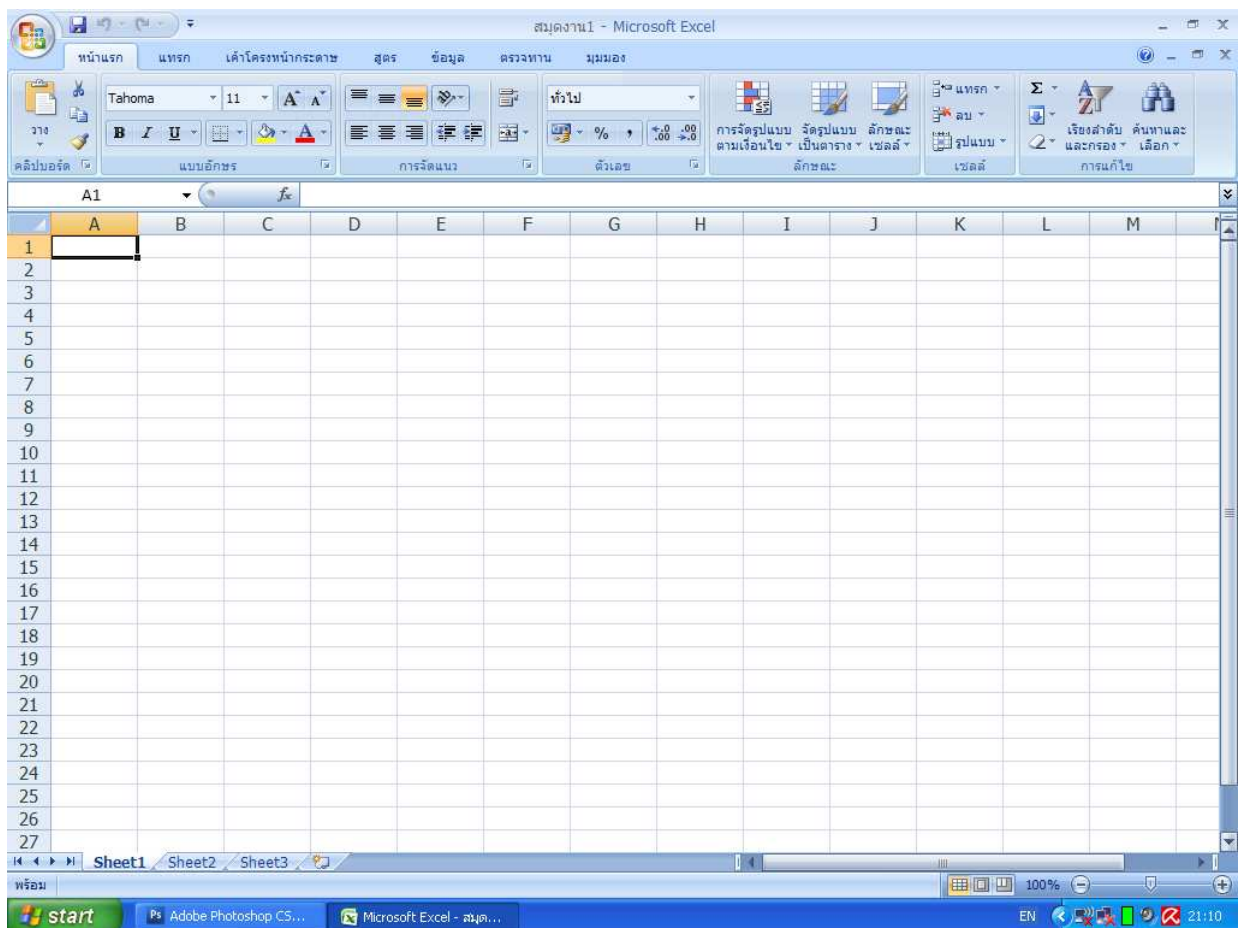 สมุดงาน1 - Microsoft Excel
หน้าแรก แทรก เค้าโครงหน้ากระดาษ สูตร ข้อมูล ตรวจทาน มุมมอง
วาง
คลิปบอร์ด
Tahoma 11
B I U A
แบบอักษร
การจัดแนว
ทั่วไป
% , .00 .0
ตัวเลข
การจัดรูปแบบ ตามเงื่อนไข
จัดรูปแบบ เป็นตาราง
ลักษณะ เซลล์
ลักษณะ
แทรก
ลบ
รูปแบบ
เซลล์
Σ
เรียงลำดับ และกรอง
ค้นหาและ เลือก
การแก้ไข
A1 fx
A B C D E F G H I J K L M
1
2
3
4
5
6
7
8
9
10
11
12
13
14
15
16
17
18
19
20
21
22
23
24
25
26
27
Sheet1 Sheet2 Sheet3
พร้อม 100%
start Ps Adobe Photoshop CS... Microsoft Excel - สมุด... EN 21:10